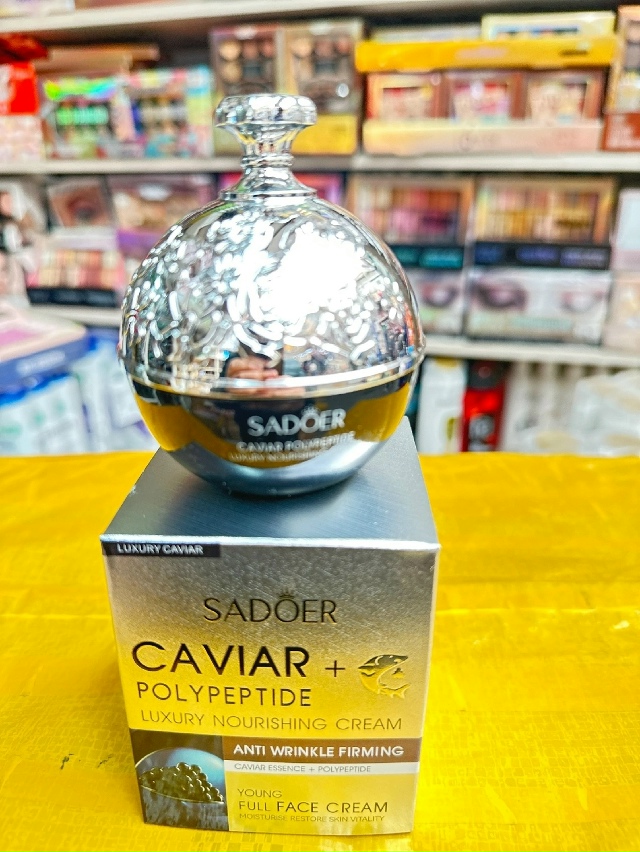 SADOER
CAVIAR POLYPEPTIDE
LUXURY NOURISHING
LUXURY CAVIAR
SADOER
CAVIAR +
POLYPEPTIDE
LUXURY NOURISHING CREAM
ANTI WRINKLE FIRMING
CAVIAR ESSENCE + POLYPEPTIDE
YOUNG
FULL FACE CREAM
MOISTURISE RESTORE SKIN VITALITY